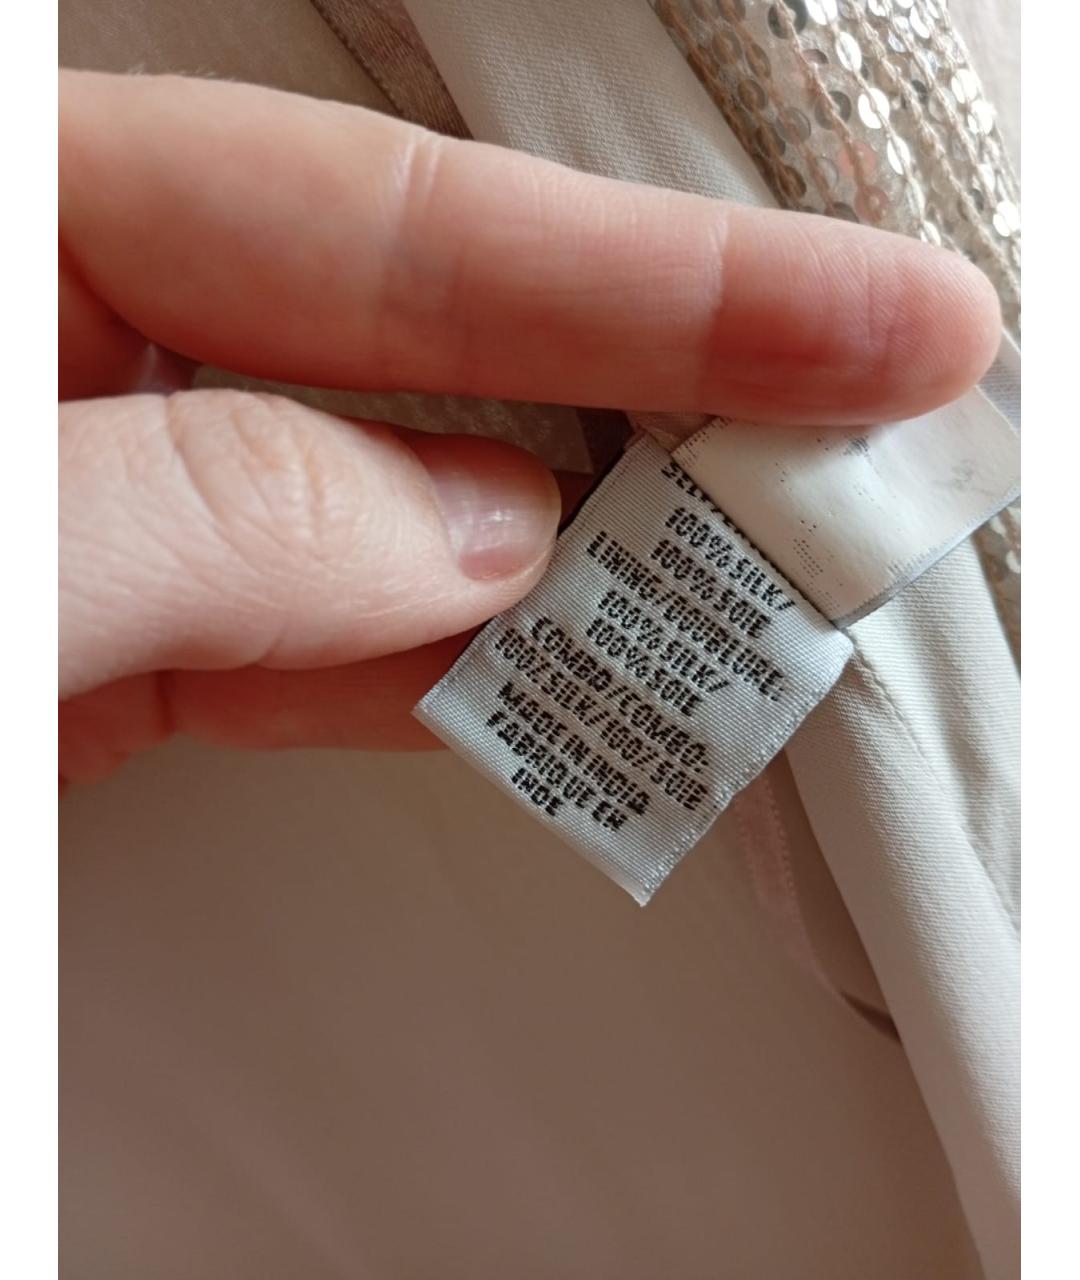 100% SILK/
100% SOIE
LINING/DOUBLURE:
100% SILK/
100% SOIE
COMBO/COMBO:
100% SILK/100% SOIE
MADE IN INDIA
FABRIQUE EN
INDE